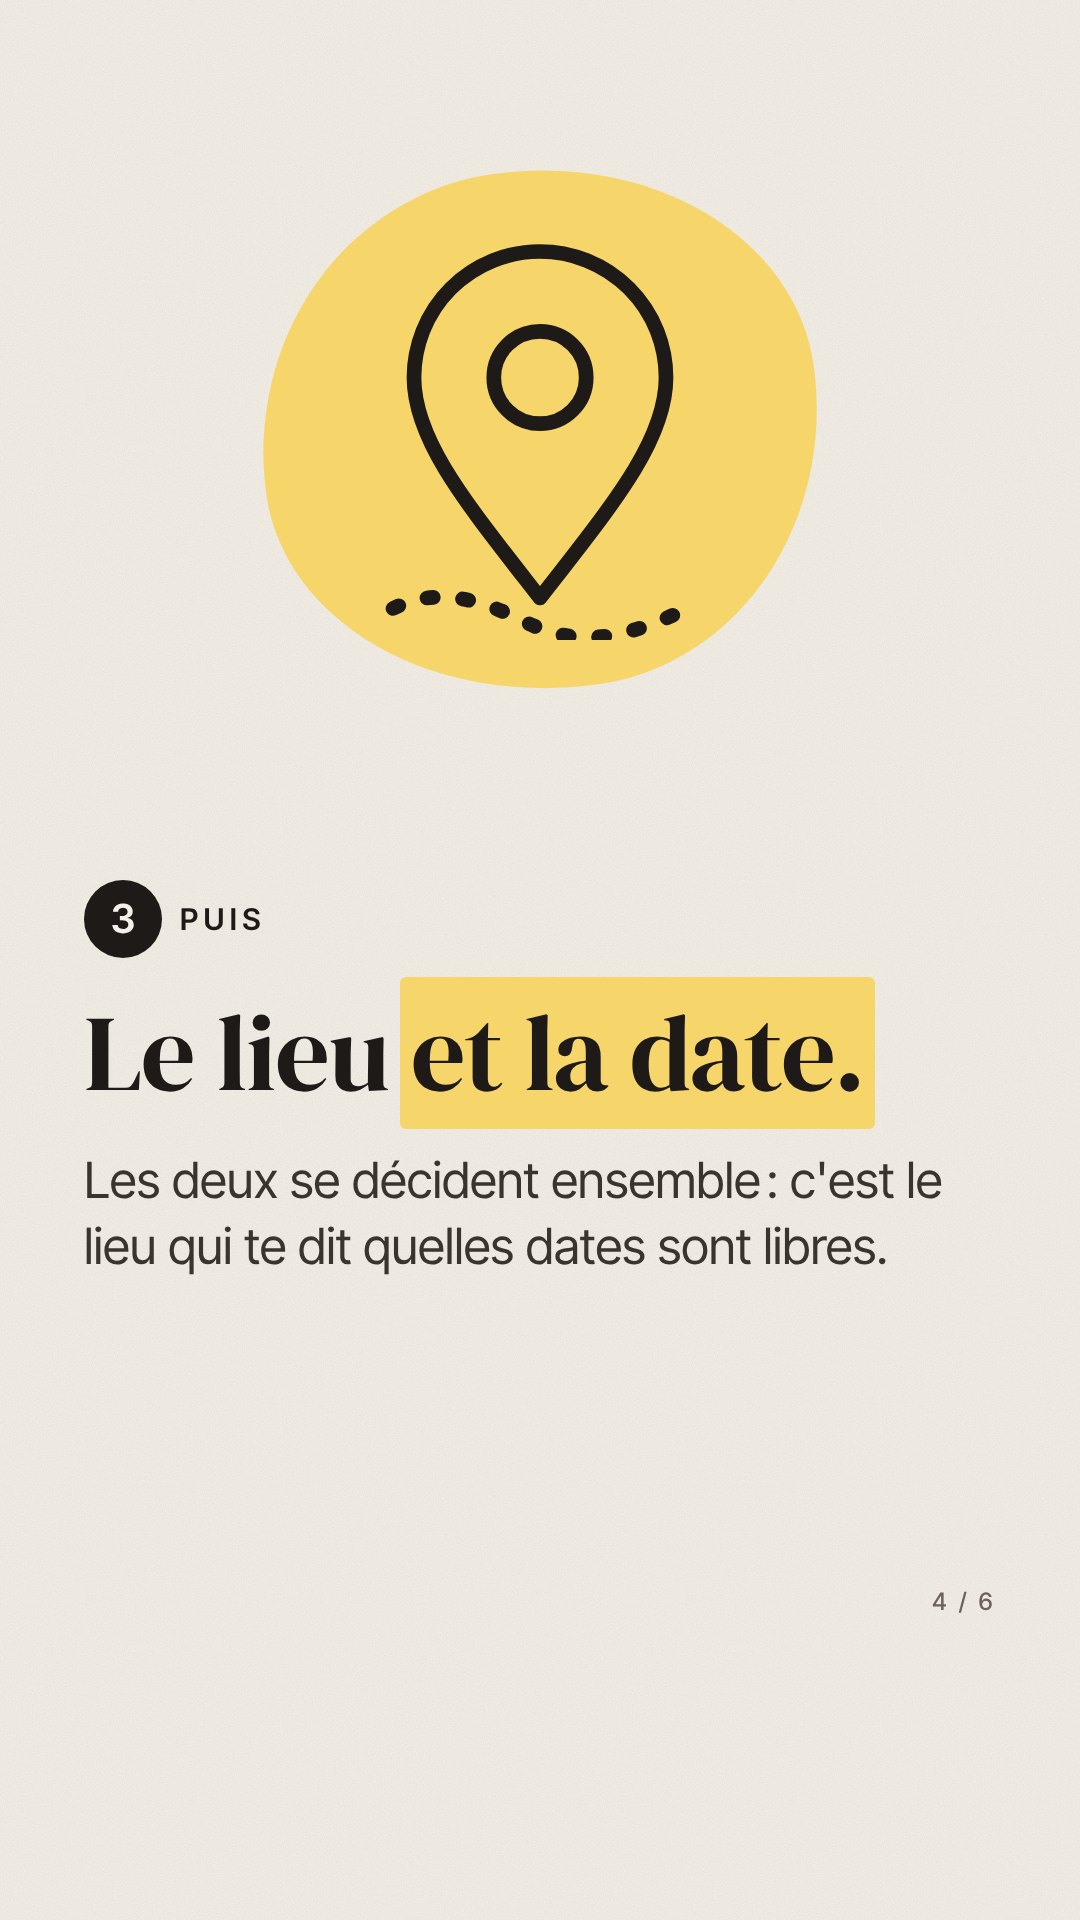 3 PUIS
Le lieu et la date.
Les deux se décident ensemble : c'est le
lieu qui te dit quelles dates sont libres.
4 / 6